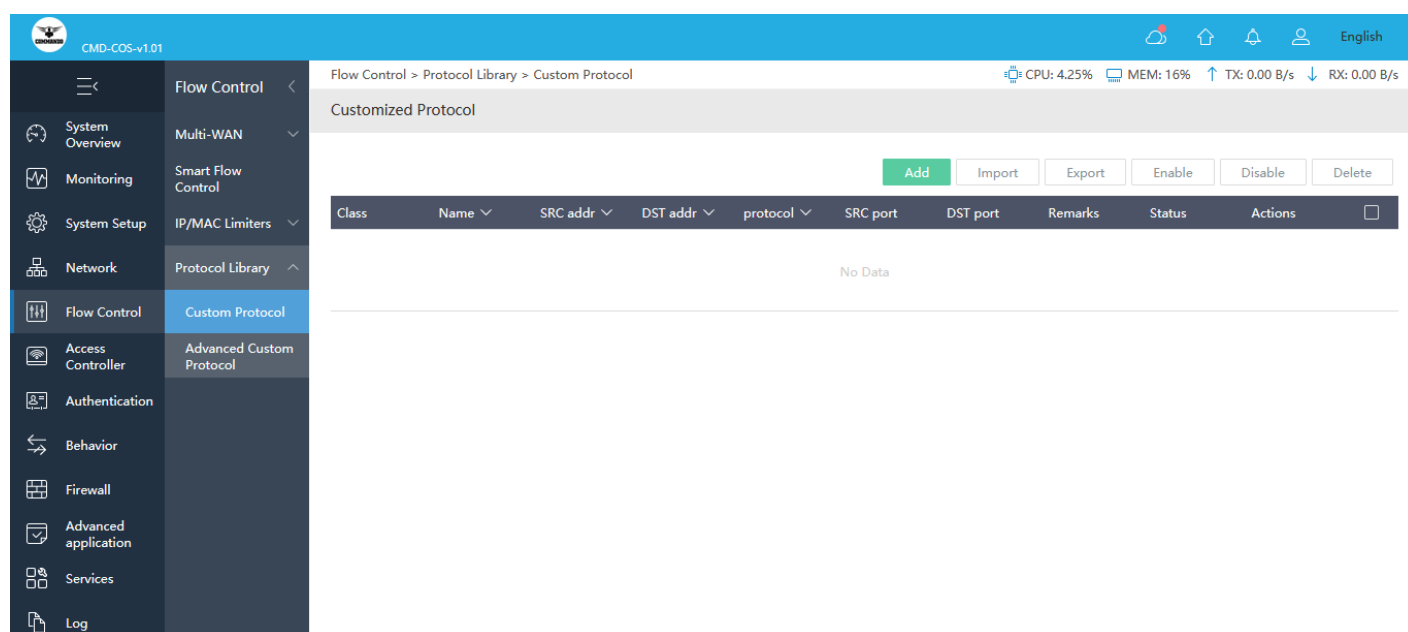 COMMANDO
CMD-COS-v1.01
English
Flow Control
Flow Control > Protocol Library > Custom Protocol
CPU: 4.25%
MEM: 16%
TX: 0.00 B/s
RX: 0.00 B/s
Customized Protocol
System
Overview
Monitoring
System Setup
Network
Flow Control
Access
Controller
Authentication
Behavior
Firewall
Advanced
application
Services
Log
Multi-WAN
Smart Flow
Control
IP/MAC Limiters
Protocol Library
Custom Protocol
Advanced Custom
Protocol
Add Import Export Enable Disable Delete
Class Name SRC addr DST addr protocol SRC port DST port Remarks Status Actions
No Data